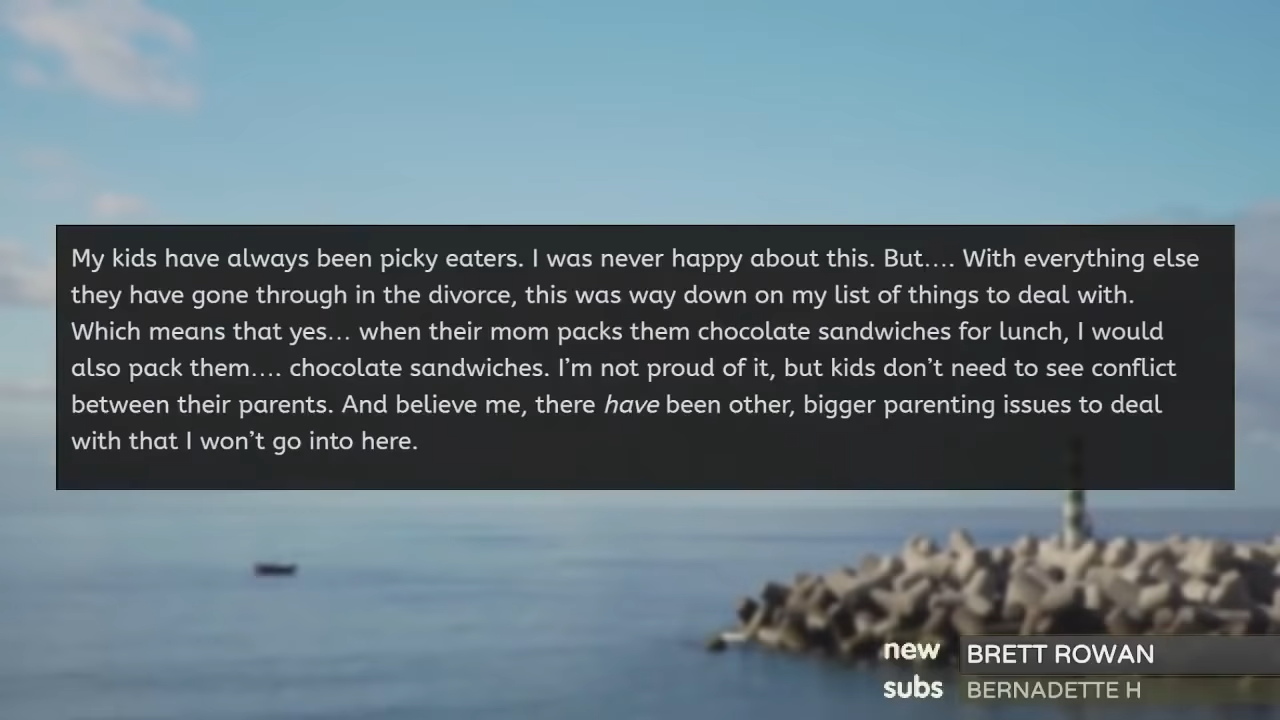 My kids have always been picky eaters. I was never happy about this. But.... With everything else
they have gone through in the divorce, this was way down on my list of things to deal with.
Which means that yes... when their mom packs them chocolate sandwiches for lunch, I would
also pack them.... chocolate sandwiches. I’m not proud of it, but kids don’t need to see conflict
between their parents. And believe me, there have been other, bigger parenting issues to deal
with that I won’t go into here.
new BRETT ROWAN
subs BERNADETTE H